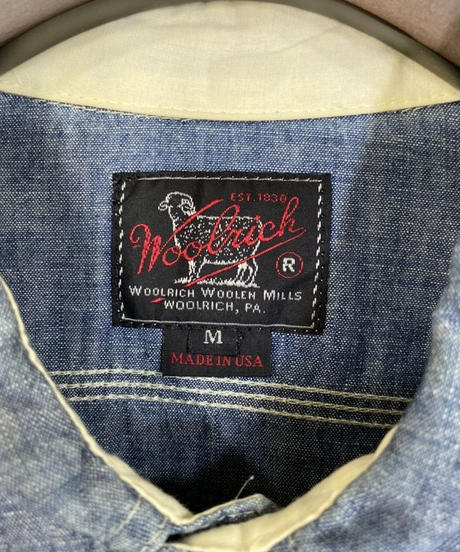 EST. 1830
Woolrich
®
WOOLRICH WOOLEN MILLS
WOOLRICH, PA.
M
MADE IN USA